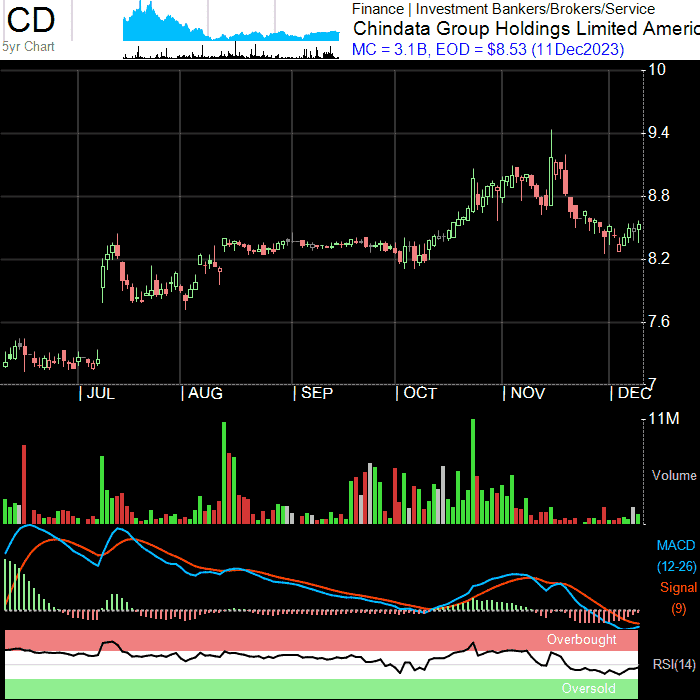 CD
5yr Chart
Finance | Investment Bankers/Brokers/Service
Chindata Group Holdings Limited Americ
MC = 3.1B, EOD = $8.53 (11Dec2023)
10
9.4
8.8
8.2
7.6
7
| JUL | AUG | SEP | OCT | NOV | DEC
11M
Volume
MACD
(12-26)
Signal
(9)
Overbought
RSI(14)
Oversold